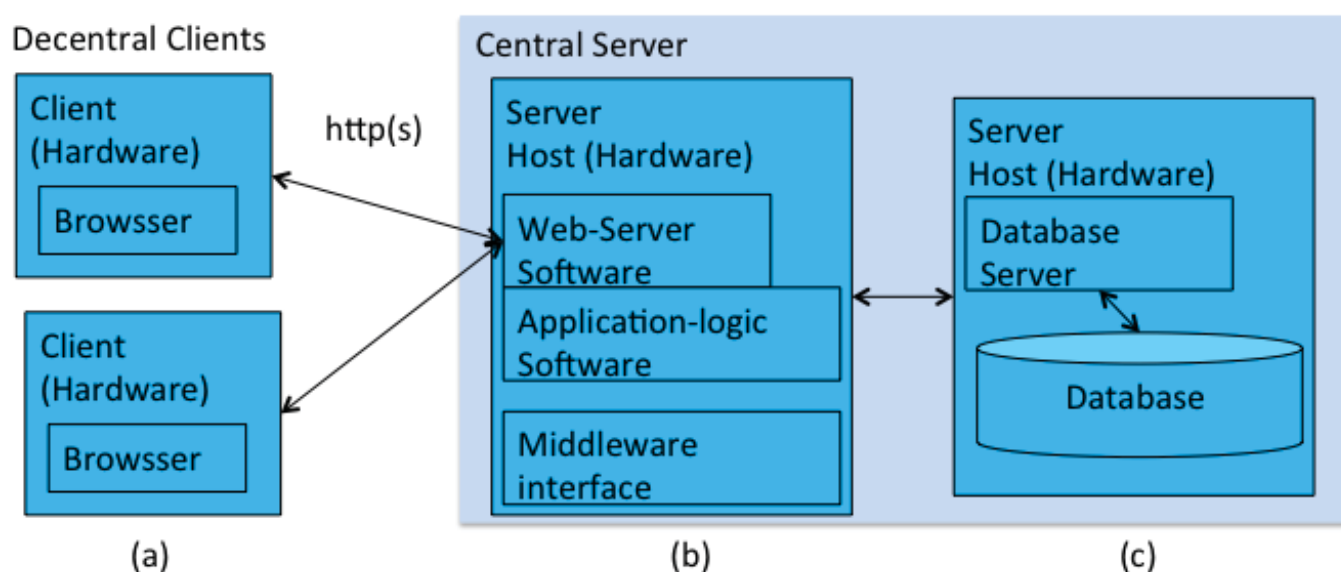 Decentral Clients
Client
(Hardware)
Browsser
Client
(Hardware)
Browsser
http(s)
Central Server
Server
Host (Hardware)
Web-Server
Software
Application-logic
Software
Middleware
interface
Server
Host (Hardware)
Database
Server
Database
(a)
(b)
(c)